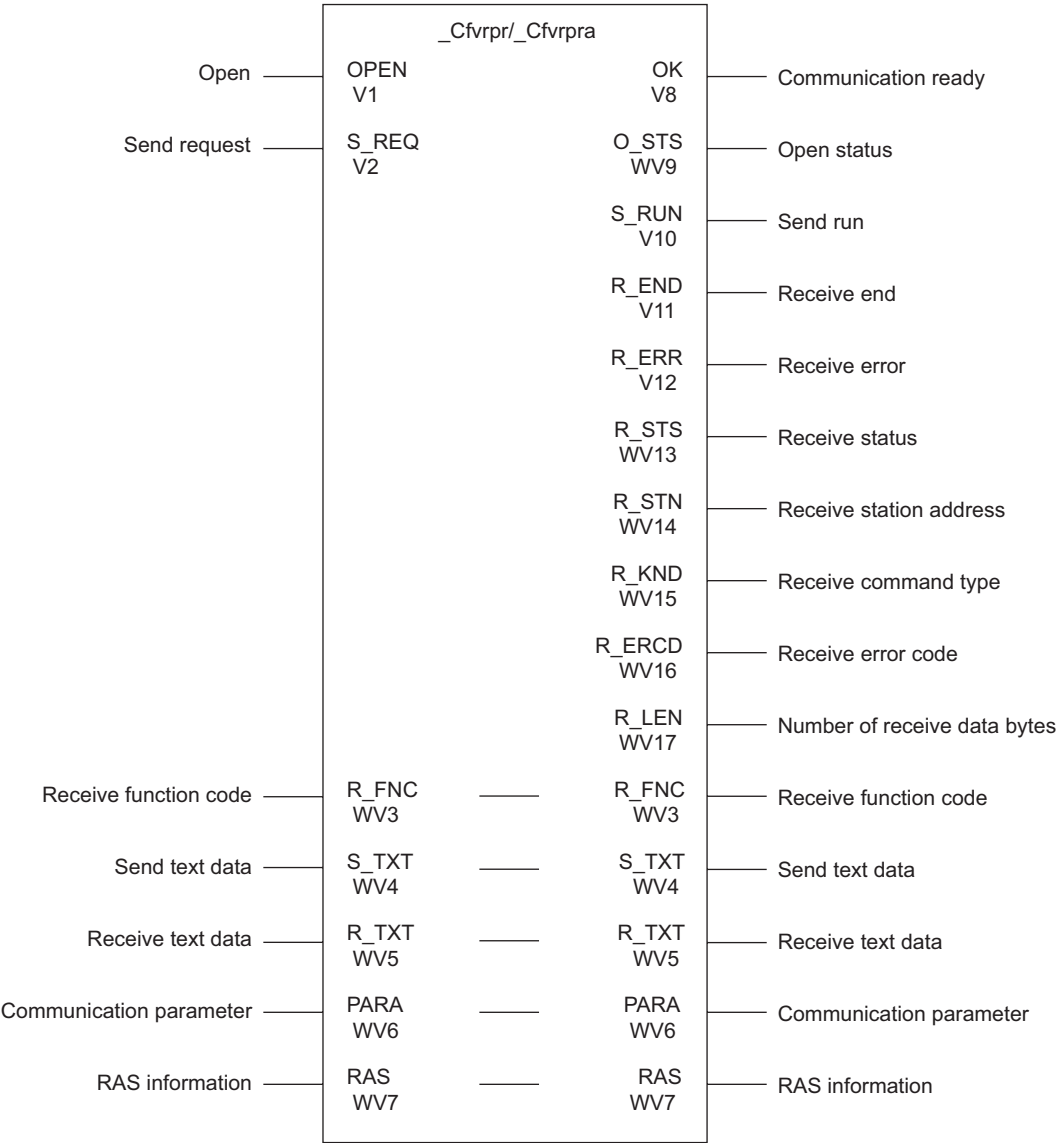 _Cfvrpr/_Cfvrpra
Open OPEN OK Communication ready
V1 V8
Send request S_REQ O_STS Open status
V2 WV9
S_RUN Send run
V10
R_END Receive end
V11
R_ERR Receive error
V12
R_STS Receive status
WV13
R_STN Receive station address
WV14
R_KND Receive command type
WV15
R_ERCD Receive error code
WV16
R_LEN Number of receive data bytes
WV17
Receive function code R_FNC R_FNC Receive function code
WV3 WV3
Send text data S_TXT S_TXT Send text data
WV4 WV4
Receive text data R_TXT R_TXT Receive text data
WV5 WV5
Communication parameter PARA PARA Communication parameter
WV6 WV6
RAS information RAS RAS RAS information
WV7 WV7